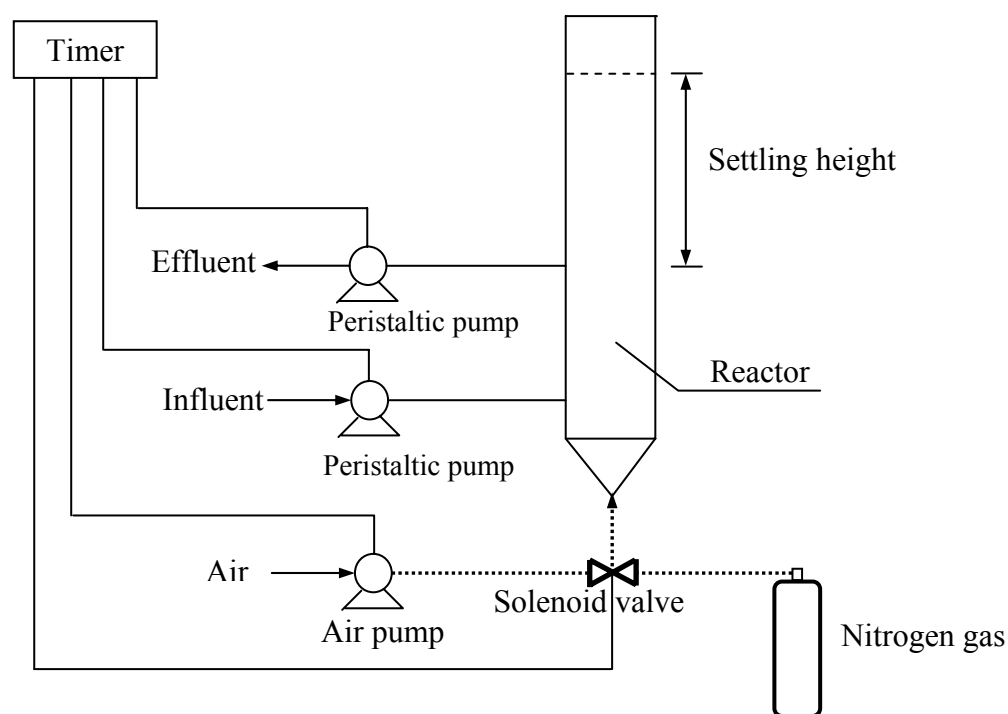 Timer
Settling height
Effluent
Peristaltic pump
Reactor
Influent
Peristaltic pump
Air
Solenoid valve
Air pump
Nitrogen gas